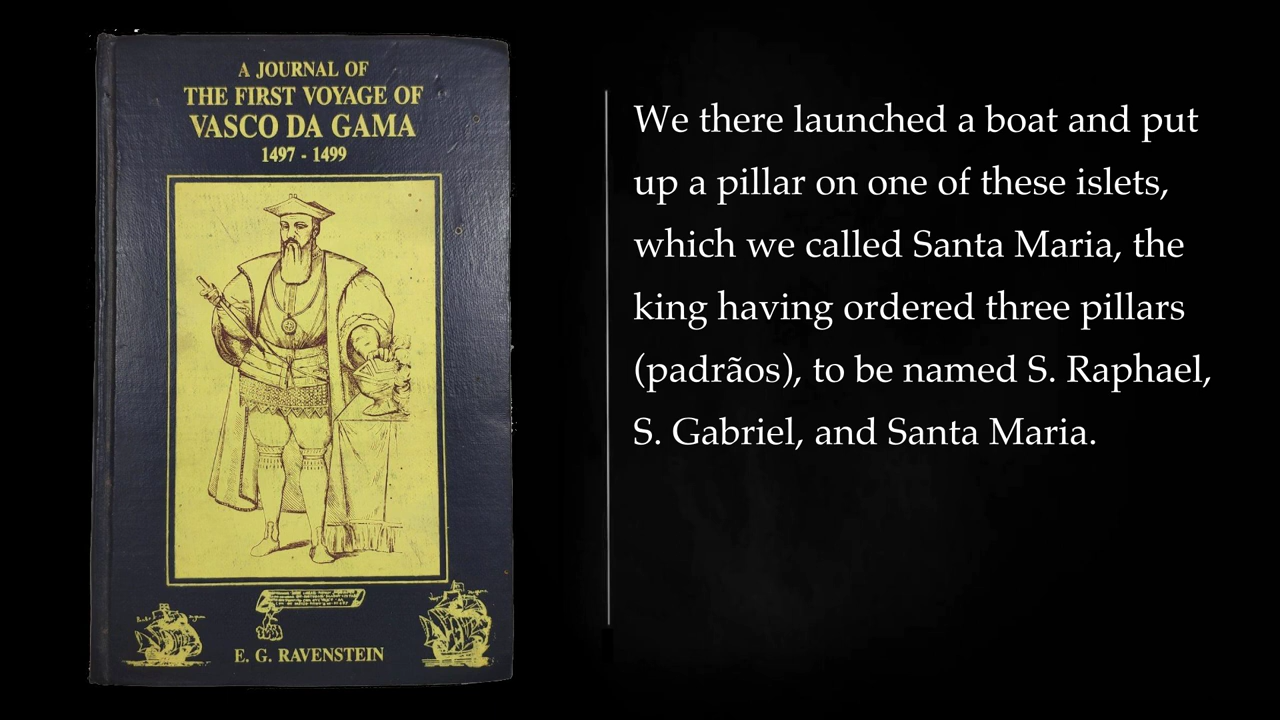 A JOURNAL OF
THE FIRST VOYAGE OF
VASCO DA GAMA
1497 - 1499
E. G. RAVENSTEIN
We there launched a boat and put
up a pillar on one of these islets,
which we called Santa Maria, the
king having ordered three pillars
(padrãos), to be named S. Raphael,
S. Gabriel, and Santa Maria.